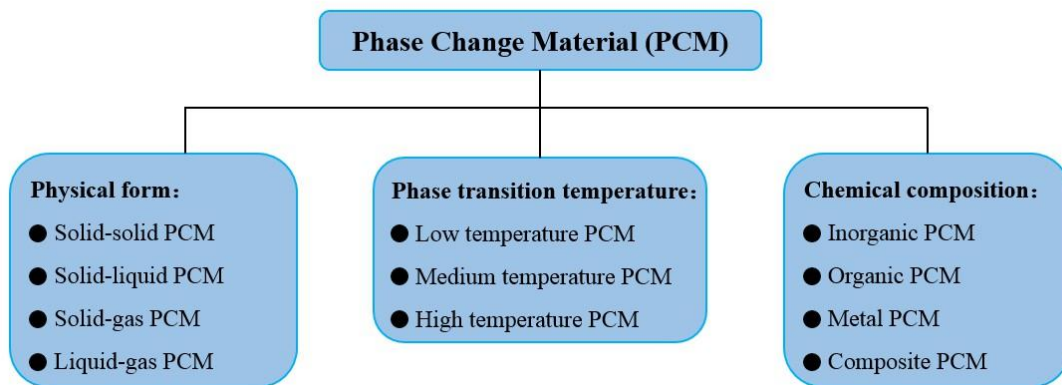 Phase Change Material (PCM)
Physical form：
● Solid-solid PCM
● Solid-liquid PCM
● Solid-gas PCM
● Liquid-gas PCM
Phase transition temperature：
● Low temperature PCM
● Medium temperature PCM
● High temperature PCM
Chemical composition：
● Inorganic PCM
● Organic PCM
● Metal PCM
● Composite PCM